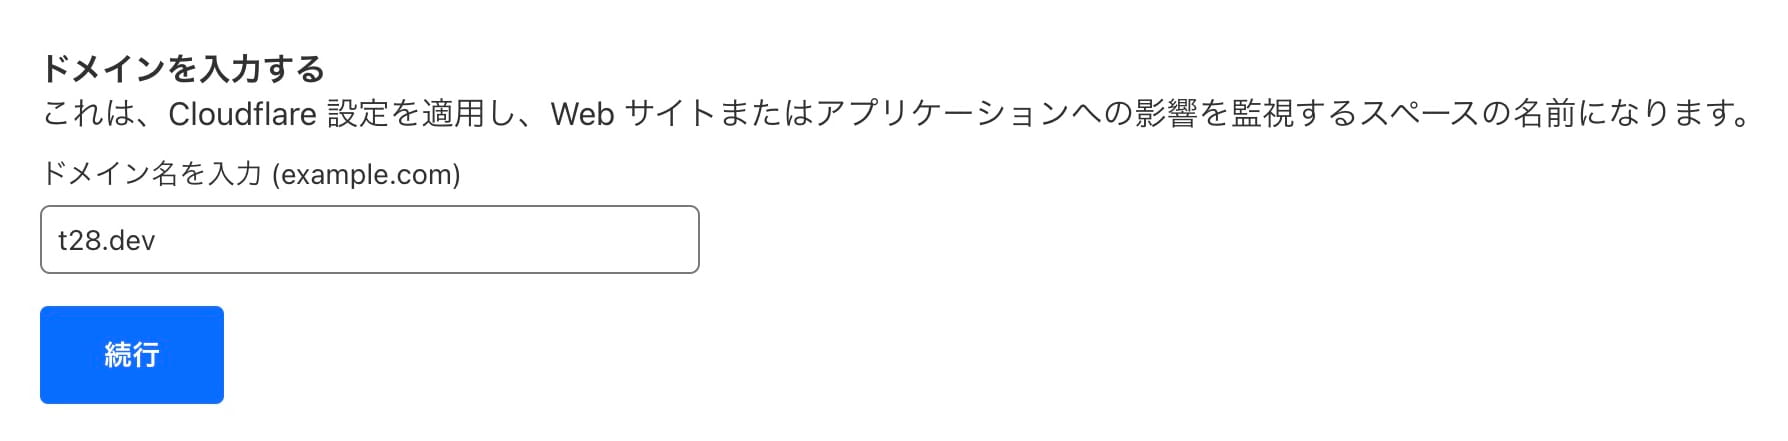 ドメインを入力する
これは、Cloudflare 設定を適用し、Web サイトまたはアプリケーションへの影響を監視するスペースの名前になります。
ドメイン名を入力 (example.com)
t28.dev
続行